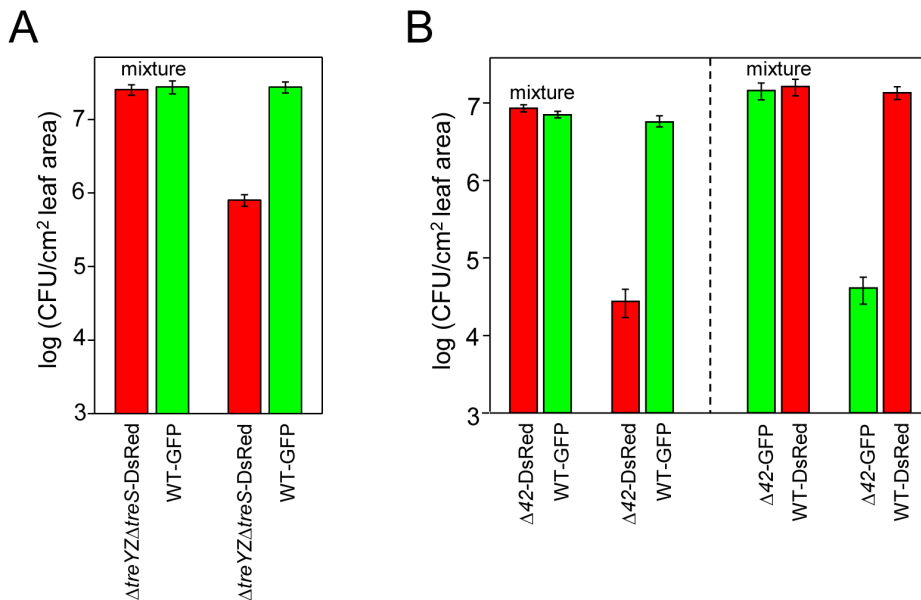 A
mixture
7
6
5
4
3
log (CFU/cm² leaf area)
ΔtreYZΔtreS-DsRed
WT-GFP
ΔtreYZΔtreS-DsRed
WT-GFP
B
mixture
mixture
7
6
5
4
3
log (CFU/cm² leaf area)
Δ42-DsRed
WT-GFP
Δ42-DsRed
WT-GFP
Δ42-GFP
WT-DsRed
Δ42-GFP
WT-DsRed